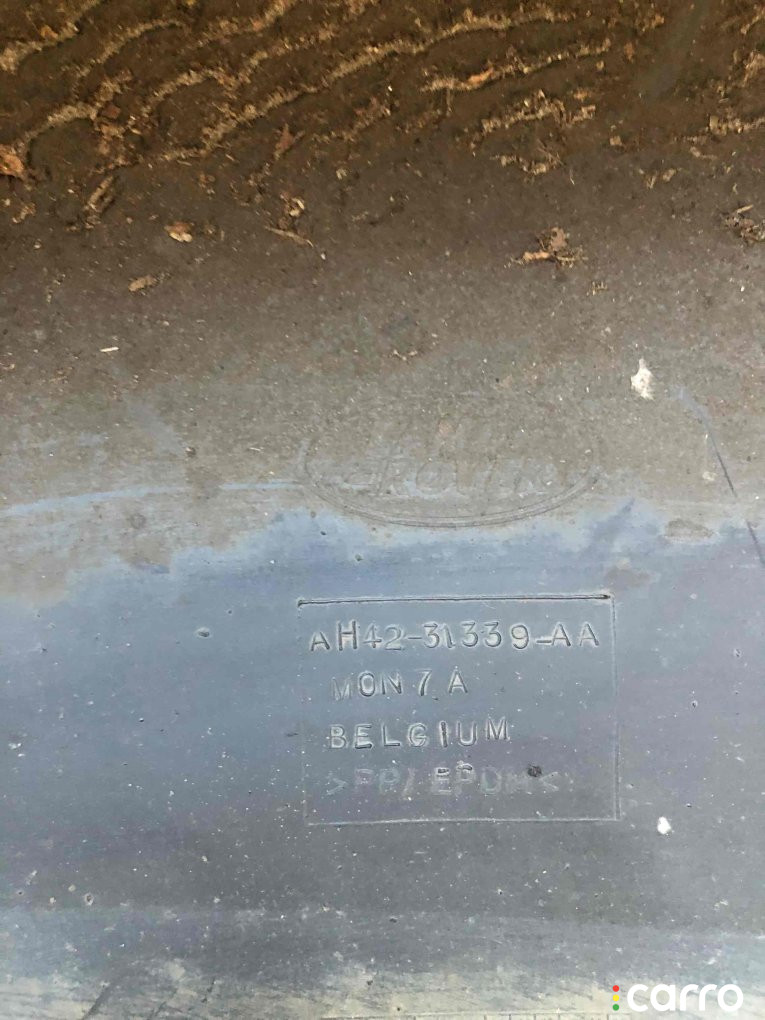 AH42-31339-AA
MON 7 A
BELGIUM
>PP/EPDM<
carro